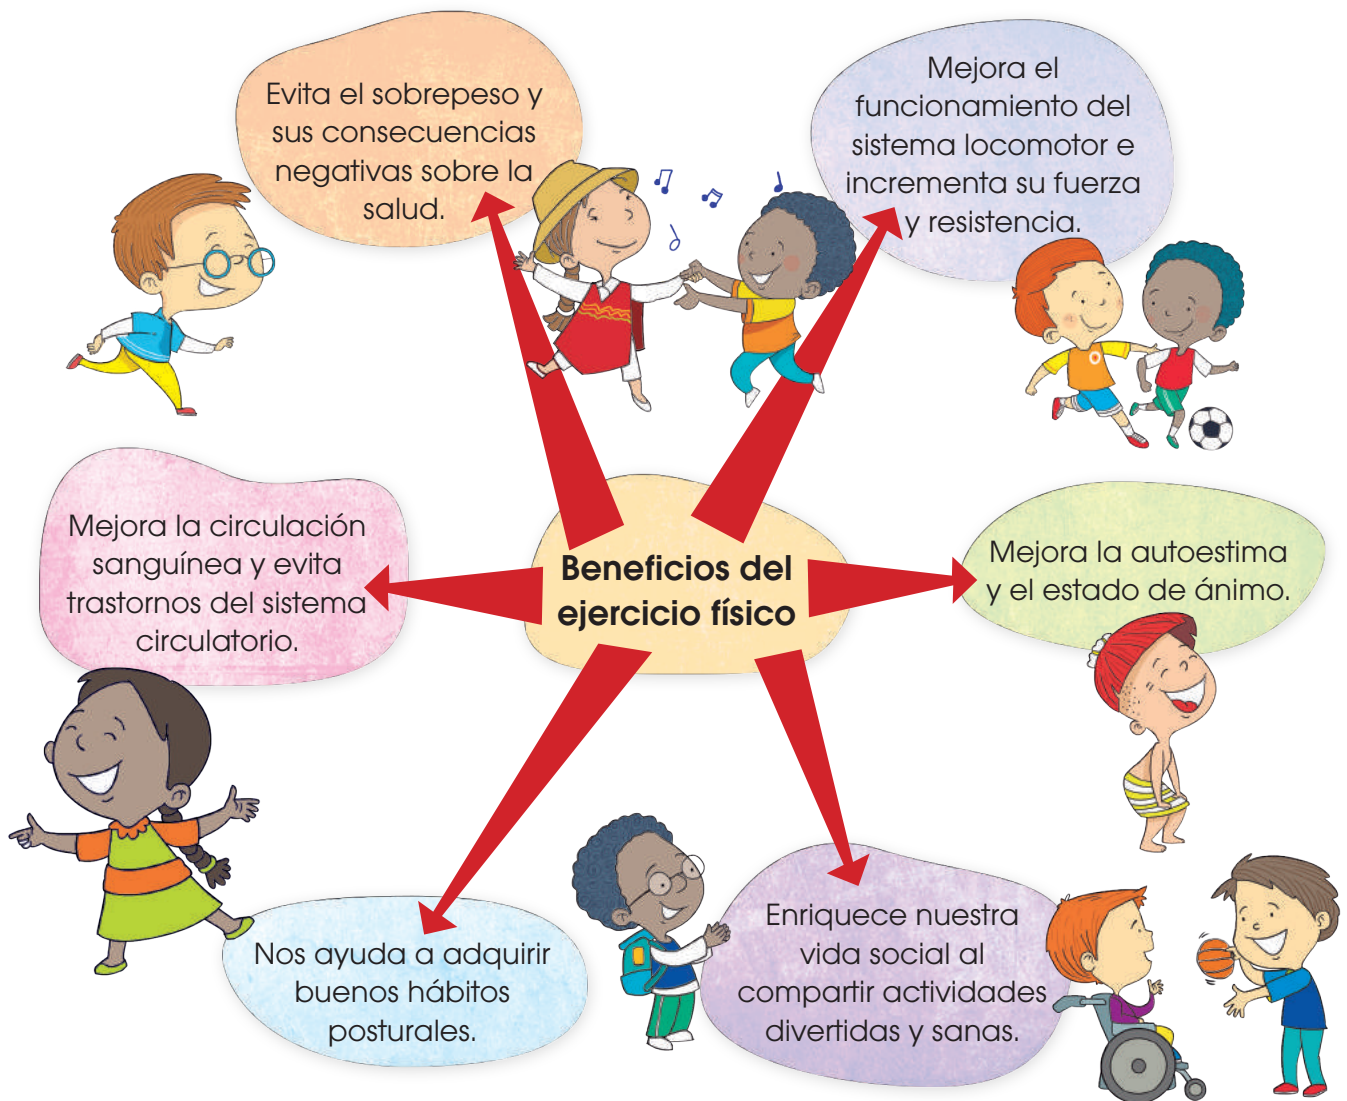 Evita el sobrepeso y
sus consecuencias
negativas sobre la
salud.
Mejora el
funcionamiento del
sistema locomotor e
incrementa su fuerza
y resistencia.
Mejora la circulación
sanguínea y evita
trastornos del sistema
circulatorio.
Beneficios del
ejercicio físico
Mejora la autoestima
y el estado de ánimo.
Nos ayuda a adquirir
buenos hábitos
posturales.
Enriquece nuestra
vida social al
compartir actividades
divertidas y sanas.